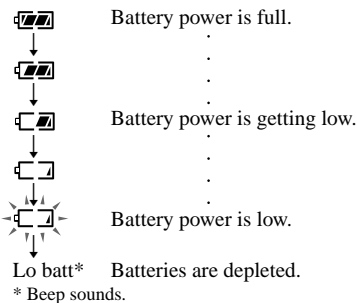 Battery power is full.
Battery power is getting low.
Battery power is low.
Lo batt* Batteries are depleted.
* Beep sounds.